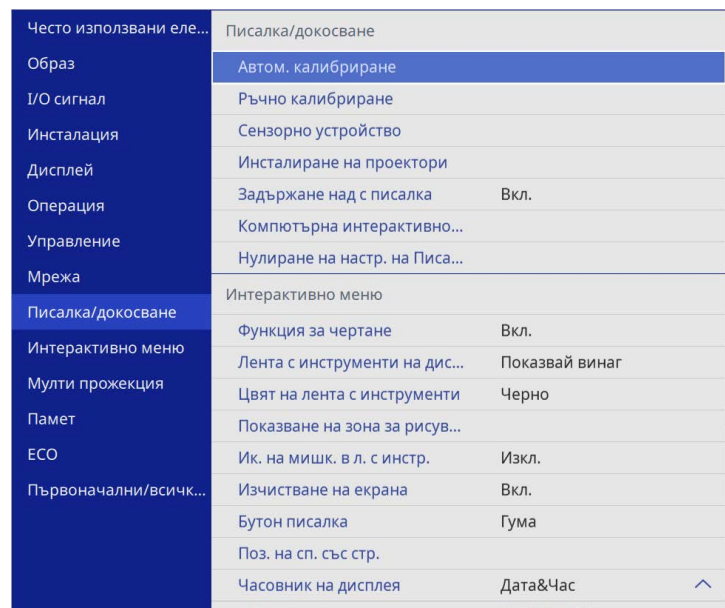 Често използвани еле...
Образ
I/O сигнал
Инсталация
Дисплей
Операция
Управление
Мрежа
Писалка/докосване
Интерактивно меню
Мулти прожекция
Памет
ECO
Първоначални/всичк...
Писалка/докосване
Автом. калибриране
Ръчно калибриране
Сензорно устройство
Инсталиране на проектори
Задържане над с писалка Вкл.
Компютърна интерактивно...
Нулиране на настр. на Писа...
Интерактивно меню
Функция за чертане Вкл.
Лента с инструменти на дис... Показвай винаг
Цвят на лента с инструменти Черно
Показване на зона за рисув...
Ик. на мишк. в л. с инстр. Изкл.
Изчистване на екрана Вкл.
Бутон писалка Гума
Поз. на сп. със стр.
Часовник на дисплея Дата&Час